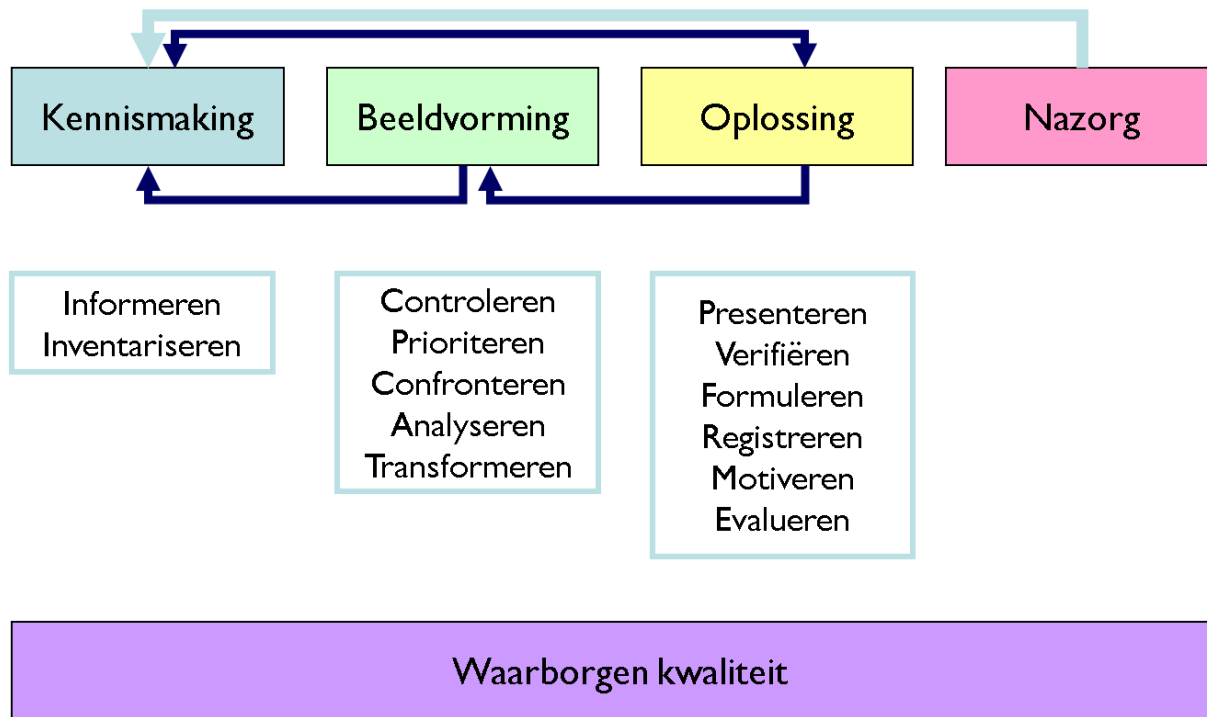 Kennismaking
Beeldvorming
Oplossing
Nazorg
Informeren
Inventariseren
Controleren
Prioriteren
Confronteren
Analyseren
Transformeren
Presenteren
Verifiëren
Formuleren
Registreren
Motiveren
Evalueren
Waarborgen kwaliteit